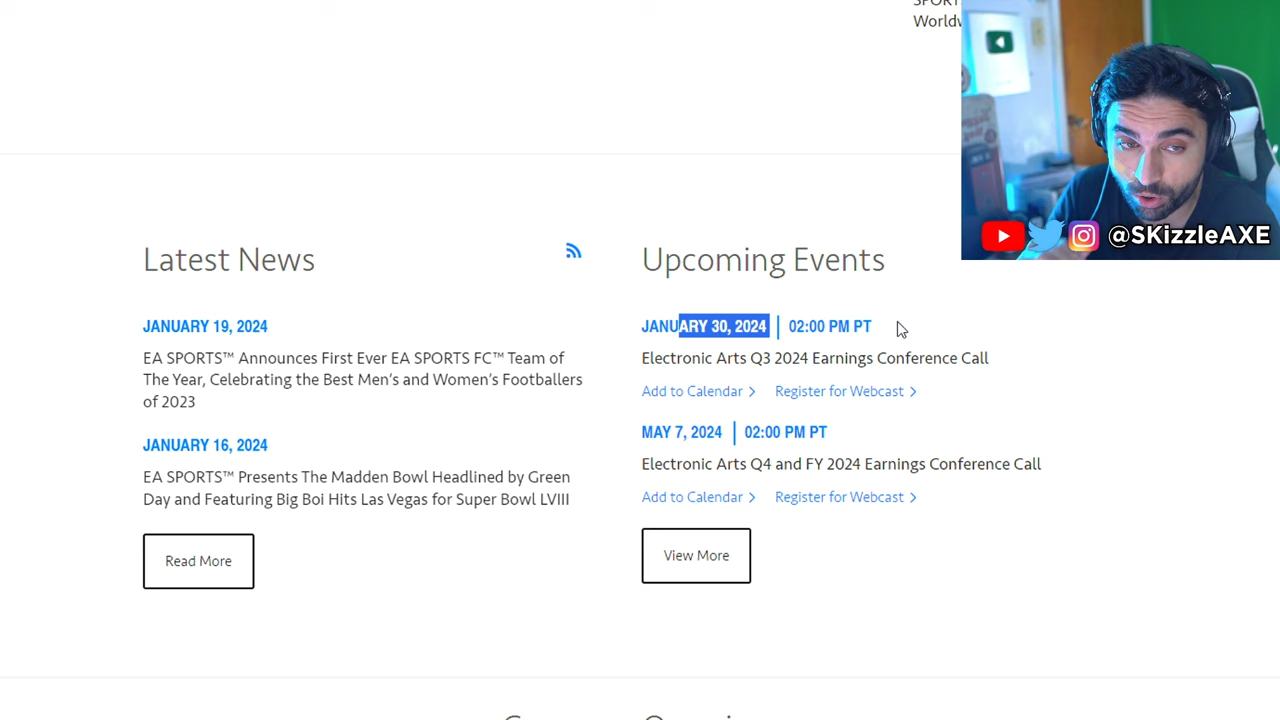 Latest News
JANUARY 19, 2024
EA SPORTS™ Announces First Ever EA SPORTS FC™ Team of
The Year, Celebrating the Best Men's and Women's Footballers
of 2023
JANUARY 16, 2024
EA SPORTS™ Presents The Madden Bowl Headlined by Green
Day and Featuring Big Boi Hits Las Vegas for Super Bowl LVIII
Read More
Upcoming Events
JANUARY 30, 2024 | 02:00 PM PT
Electronic Arts Q3 2024 Earnings Conference Call
Add to Calendar > Register for Webcast >
MAY 7, 2024 | 02:00 PM PT
Electronic Arts Q4 and FY 2024 Earnings Conference Call
Add to Calendar > Register for Webcast >
View More
@SKizzleAXE